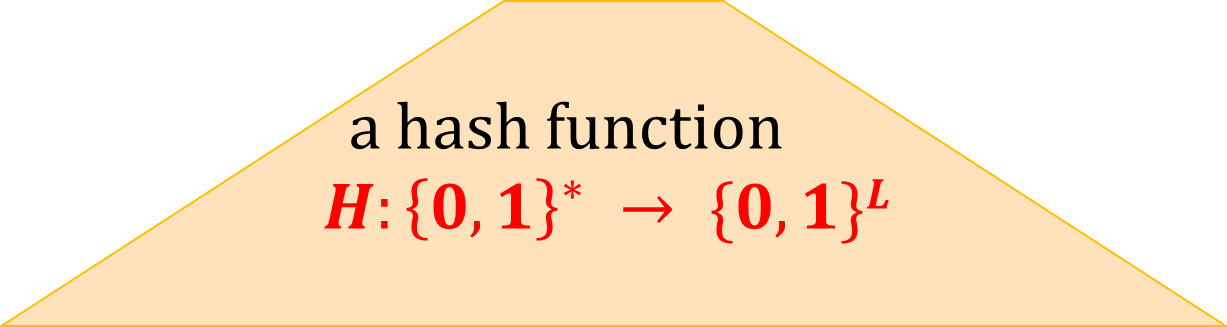 a hash function
H: {0, 1}* → {0, 1}ᴸ